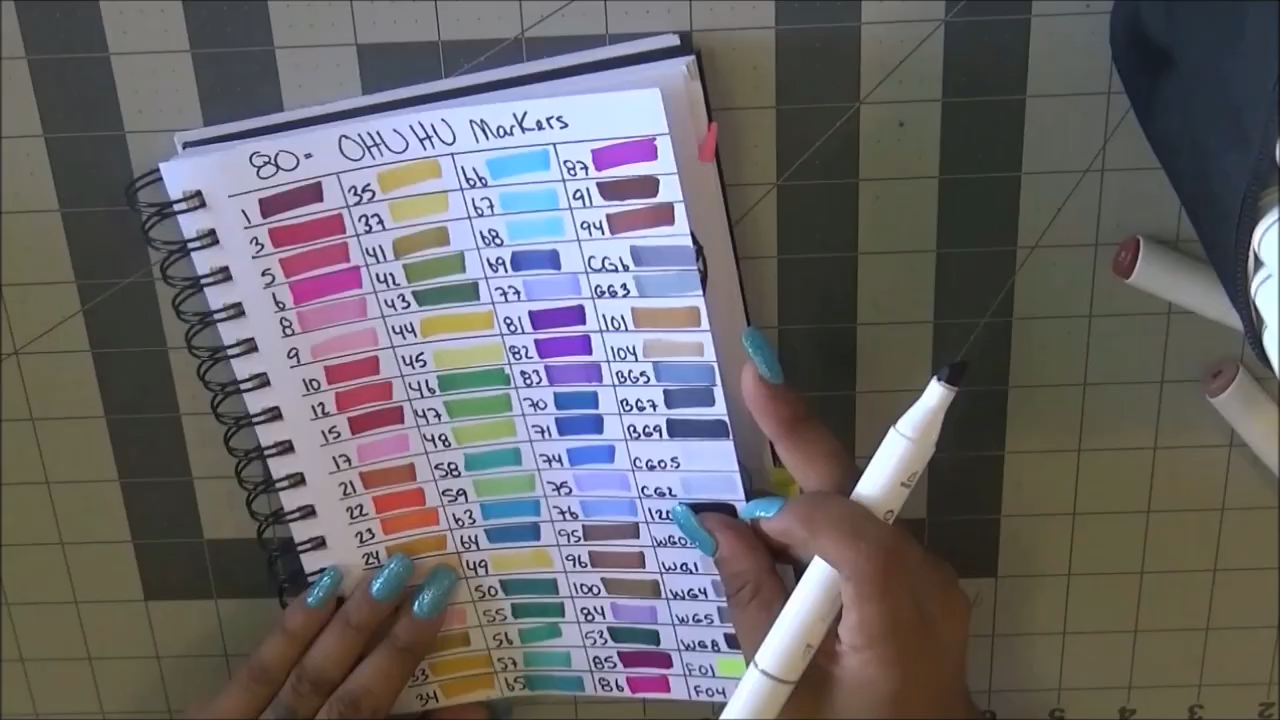 80= OHUHU Markers
1 35 66 87
3 37 67 91
5 41 68 94
6 42 69 CG6
8 43 77 GG3
9 44 81 101
10 45 82 104
12 46 83 BG5
15 47 70 BG7
17 48 71 BG9
21 58 74 CG05
22 59 75 CG2
23 63 76 120
24 64 95
49 96 WG1
50 100 WG4
55 84 WG5
56 53 WG8
57 85 F01
34 65 86 F04